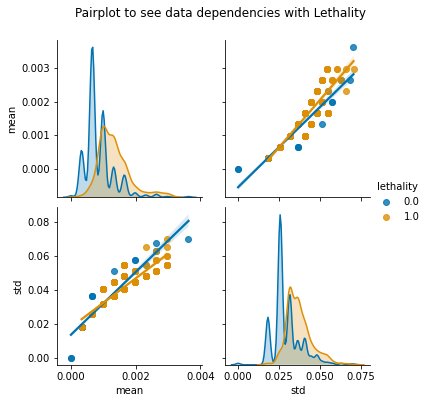 Pairplot to see data dependencies with Lethality
mean
0.003
0.002
0.001
0.000
lethality
0.0
1.0
std
0.08
0.06
0.04
0.02
0.00
0.000 0.002 0.004
mean
0.000 0.025 0.050 0.075
std